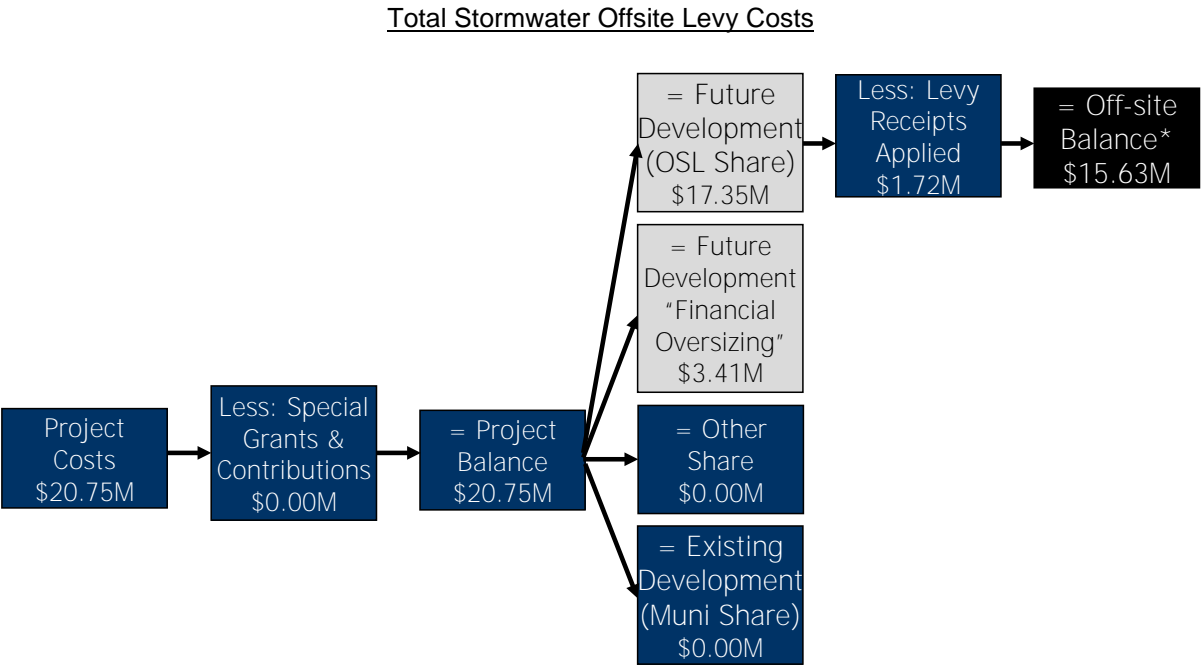 Total Stormwater Offsite Levy Costs
Project
Costs
$20.75M
Less: Special
Grants &
Contributions
$0.00M
= Project
Balance
$20.75M
= Future
Development
(OSL Share)
$17.35M
Less: Levy
Receipts
Applied
$1.72M
= Off-site
Balance*
$15.63M
= Future
Development
"Financial
Oversizing"
$3.41M
= Other
Share
$0.00M
= Existing
Development
(Muni Share)
$0.00M